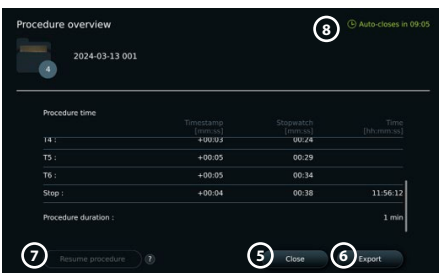 Procedure overview
8
Auto-closes in 09:05
4
2024-03-13 001
Procedure time
Timestamp Stopwatch Time
[mm:ss] [mm:ss] [hh:mm:ss]
T4 : +00:03 00:24
T5 : +00:05 00:29
T6 : +00:05 00:34
Stop : +00:04 00:38 11:56:12
Procedure duration : 1 min
7 Resume procedure ? 5 Close 6 Export